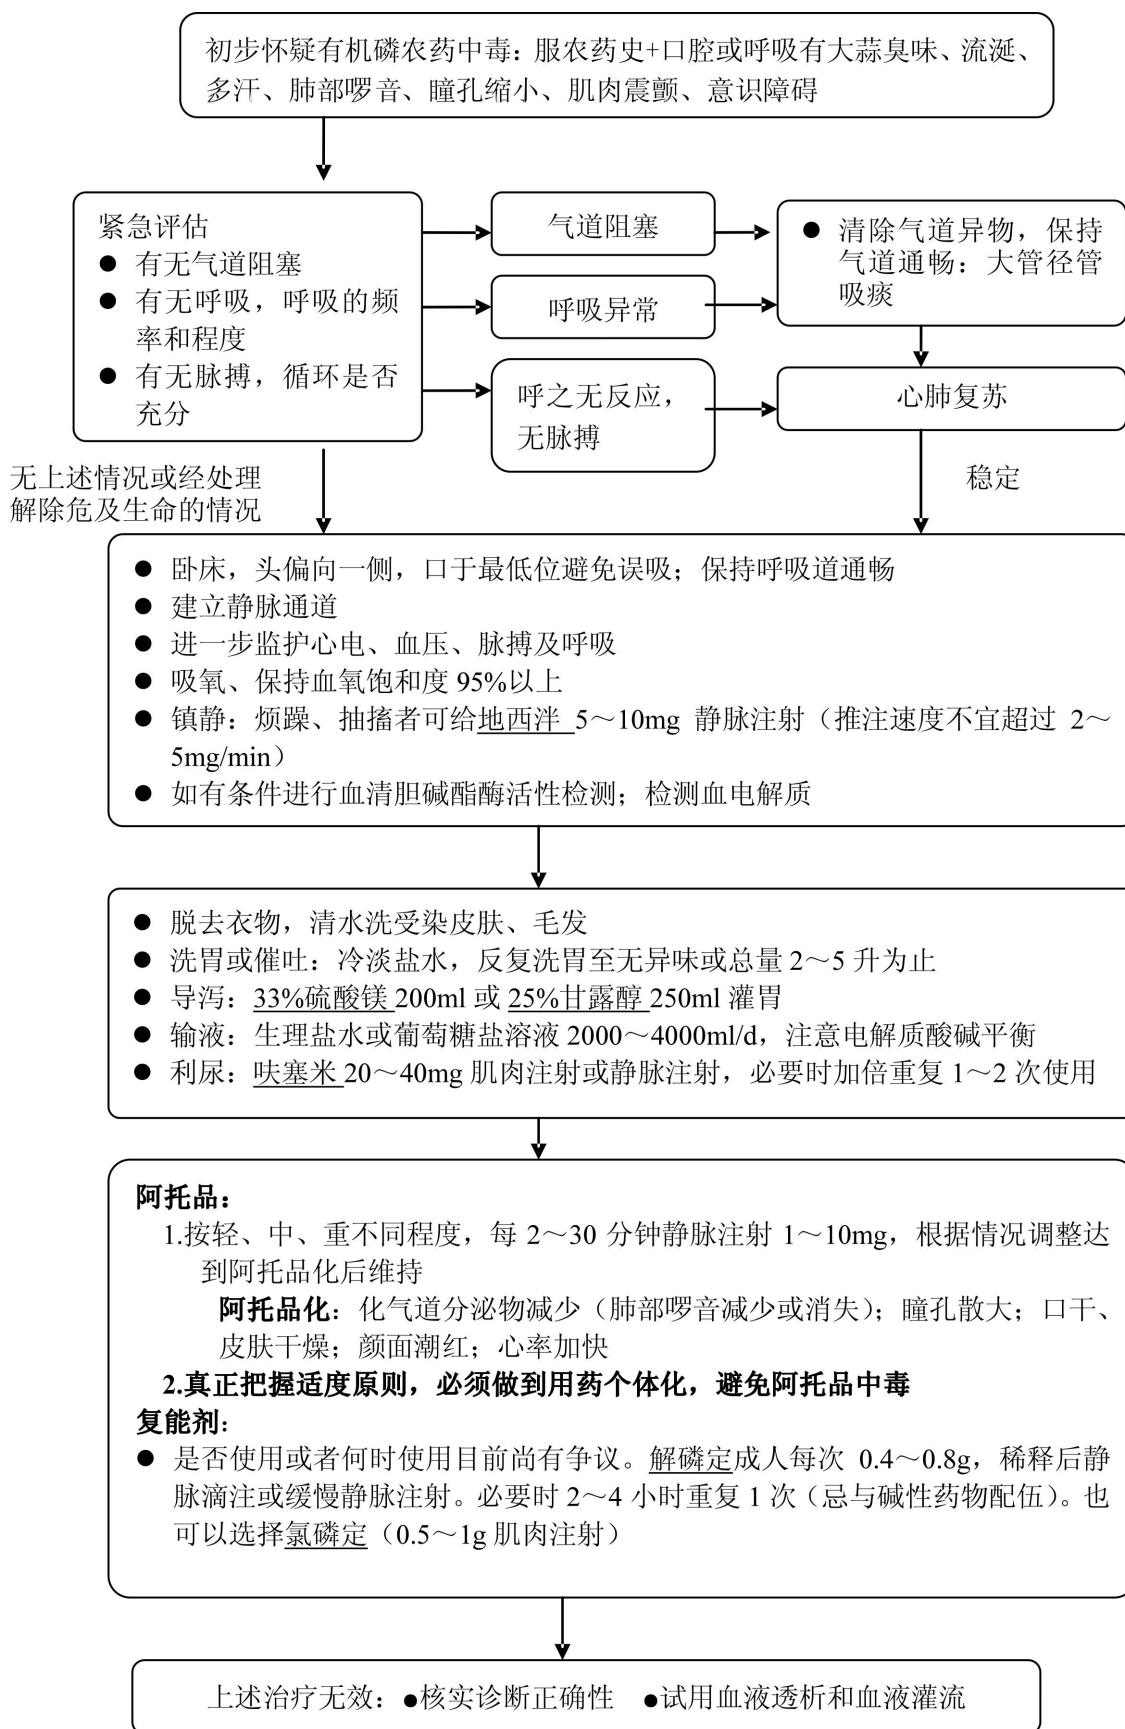 初步怀疑有机磷农药中毒：服农药史+口腔或呼吸有大蒜臭味、流涎、
多汗、肺部啰音、瞳孔缩小、肌肉震颤、意识障碍
紧急评估
● 有无气道阻塞
● 有无呼吸，呼吸的频
率和程度
● 有无脉搏，循环是否
充分
气道阻塞
呼吸异常
呼之无反应，
无脉搏
● 清除气道异物，保持
气道通畅：大管径管
吸痰
心肺复苏
无上述情况或经处理
解除危及生命的情况
稳定
● 卧床，头偏向一侧，口于最低位避免误吸；保持呼吸道通畅
● 建立静脉通道
● 进一步监护心电、血压、脉搏及呼吸
● 吸氧、保持血氧饱和度 95%以上
● 镇静：烦躁、抽搐者可给地西泮 5～10mg 静脉注射（推注速度不宜超过 2～
5mg/min）
● 如有条件进行血清胆碱酯酶活性检测；检测血电解质
● 脱去衣物，清水洗受染皮肤、毛发
● 洗胃或催吐：冷淡盐水，反复洗胃至无异味或总量 2～5 升为止
● 导泻：33%硫酸镁 200ml 或 25%甘露醇 250ml 灌胃
● 输液：生理盐水或葡萄糖盐溶液 2000～4000ml/d，注意电解质酸碱平衡
● 利尿：呋塞米 20～40mg 肌肉注射或静脉注射，必要时加倍重复 1～2 次使用
阿托品：
1.按轻、中、重不同程度，每 2～30 分钟静脉注射 1～10mg，根据情况调整达
到阿托品化后维持
阿托品化：化气道分泌物减少（肺部啰音减少或消失）；瞳孔散大；口干、
皮肤干燥；颜面潮红；心率加快
2.真正把握适度原则，必须做到用药个体化，避免阿托品中毒
复能剂：
● 是否使用或者何时使用目前尚有争议。解磷定成人每次 0.4～0.8g，稀释后静
脉滴注或缓慢静脉注射。必要时 2～4 小时重复 1 次（忌与碱性药物配伍）。也
可以选择氯磷定（0.5～1g 肌肉注射）
上述治疗无效：●核实诊断正确性 ●试用血液透析和血液灌流